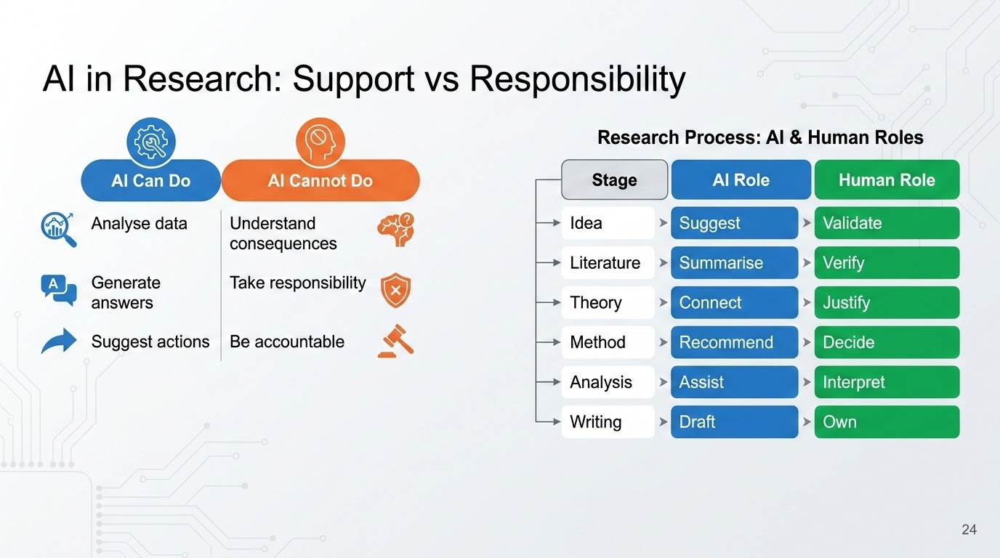 AI in Research: Support vs Responsibility
AI Can Do
AI Cannot Do
Analyse data
Understand
consequences
?
A
Generate
answers
Take responsibility
Suggest actions
Be accountable
Research Process: AI & Human Roles
Stage
AI Role
Human Role
Idea
Suggest
Validate
Literature
Summarise
Verify
Theory
Connect
Justify
Method
Recommend
Decide
Analysis
Assist
Interpret
Writing
Draft
Own
24